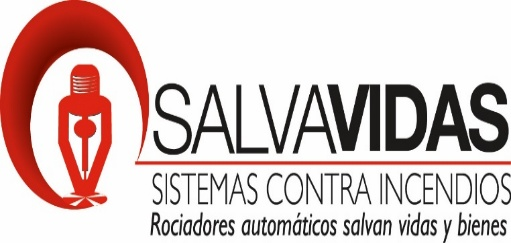 SALVAVIDAS
SISTEMAS CONTRA INCENDIOS
Rociadores automáticos salvan vidas y bienes